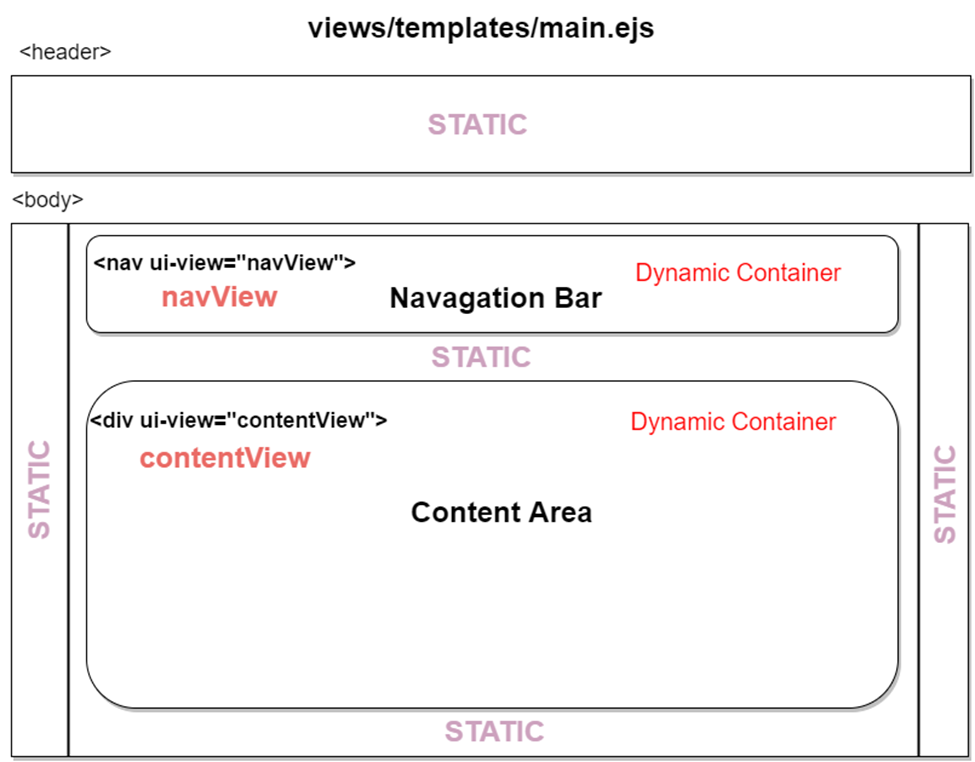 views/templates/main.ejs
<header>
STATIC
<body>
<nav ui-view="navView">
Dynamic Container
navView
Navagation Bar
STATIC
<div ui-view="contentView">
Dynamic Container
contentView
STATIC
STATIC
Content Area
STATIC